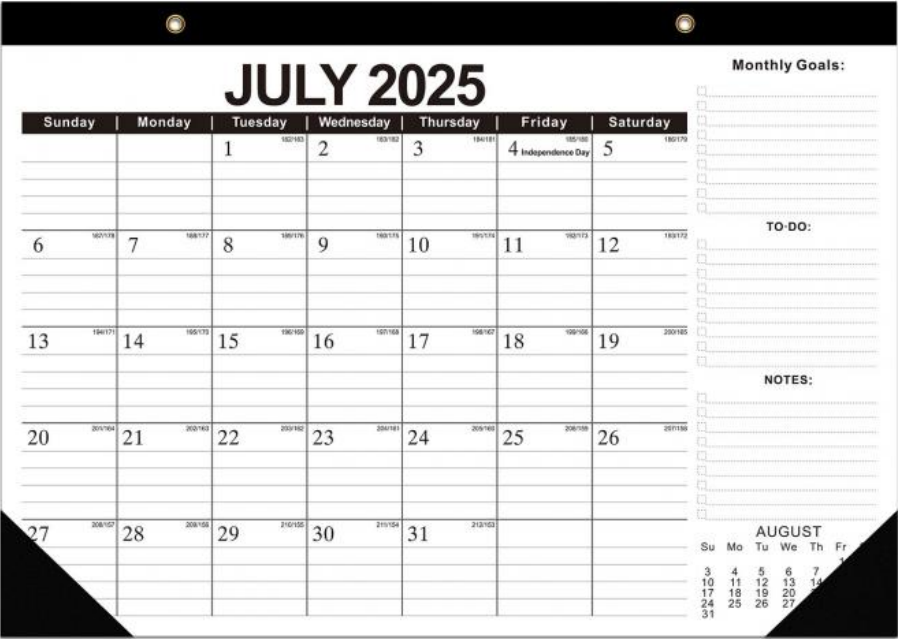 JULY 2025
Sunday | Monday | Tuesday | Wednesday | Thursday | Friday | Saturday
1 2 3 4 Independence Day 5
6 7 8 9 10 11 12
13 14 15 16 17 18 19
20 21 22 23 24 25 26
27 28 29 30 31
Monthly Goals:
TO-DO:
NOTES:
AUGUST
Su Mo Tu We Th Fr
3 4 5 6 7
10 11 12 13 14
17 18 19 20
24 25 26 27
31